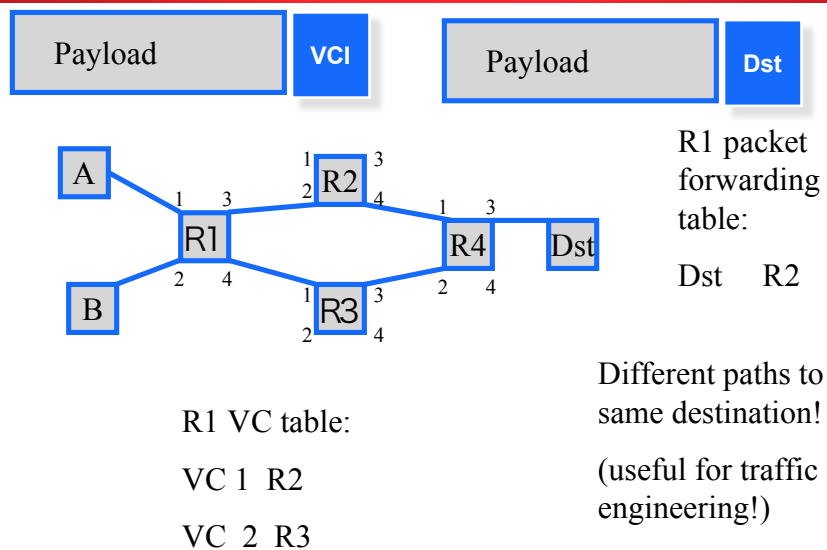 Payload VCI
Payload Dst
A
B
1 3
R1
2 4
1 3
R2
2 4
1 3
R3
2 4
1 3
R4
2 4
Dst
R1 packet
forwarding
table:
Dst R2
R1 VC table:
VC 1 R2
VC 2 R3
Different paths to
same destination!
(useful for traffic
engineering!)